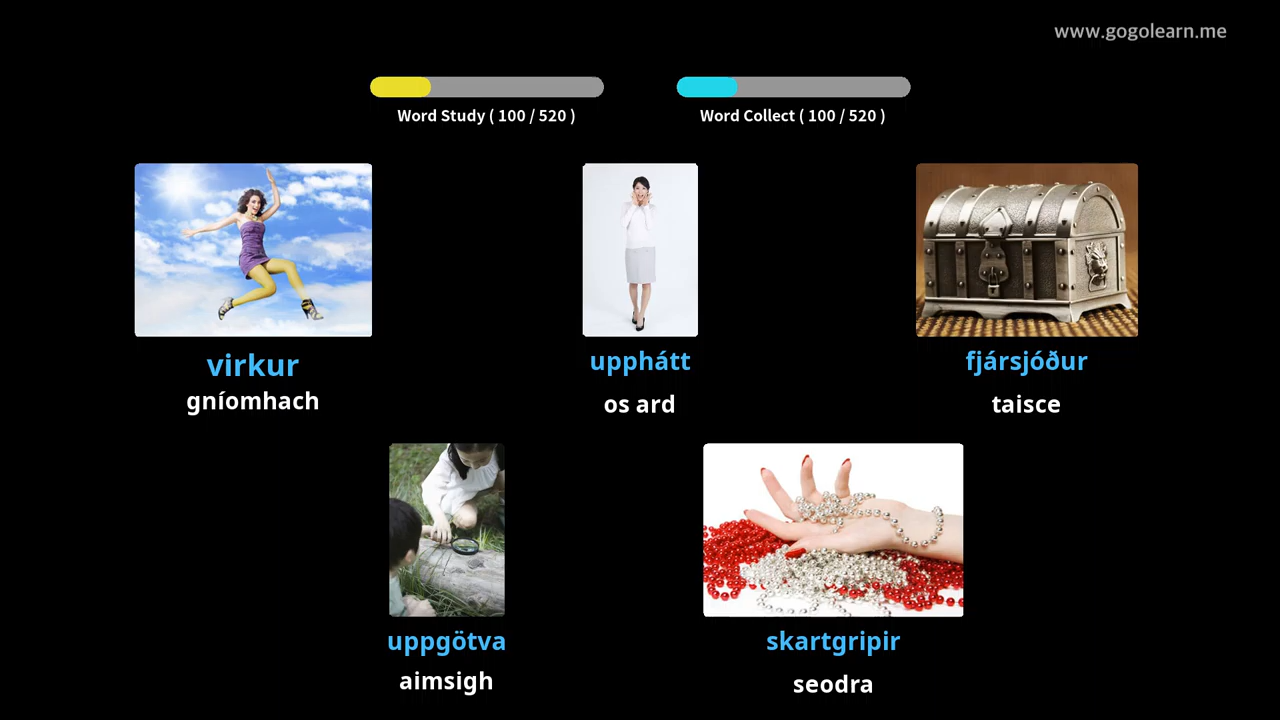 www.gogolearn.me
Word Study ( 100 / 520 )
Word Collect ( 100 / 520 )
virkur
gníomhach
upphátt
os ard
fjársjóður
taisce
uppgötva
aimsigh
skartgripir
seodra